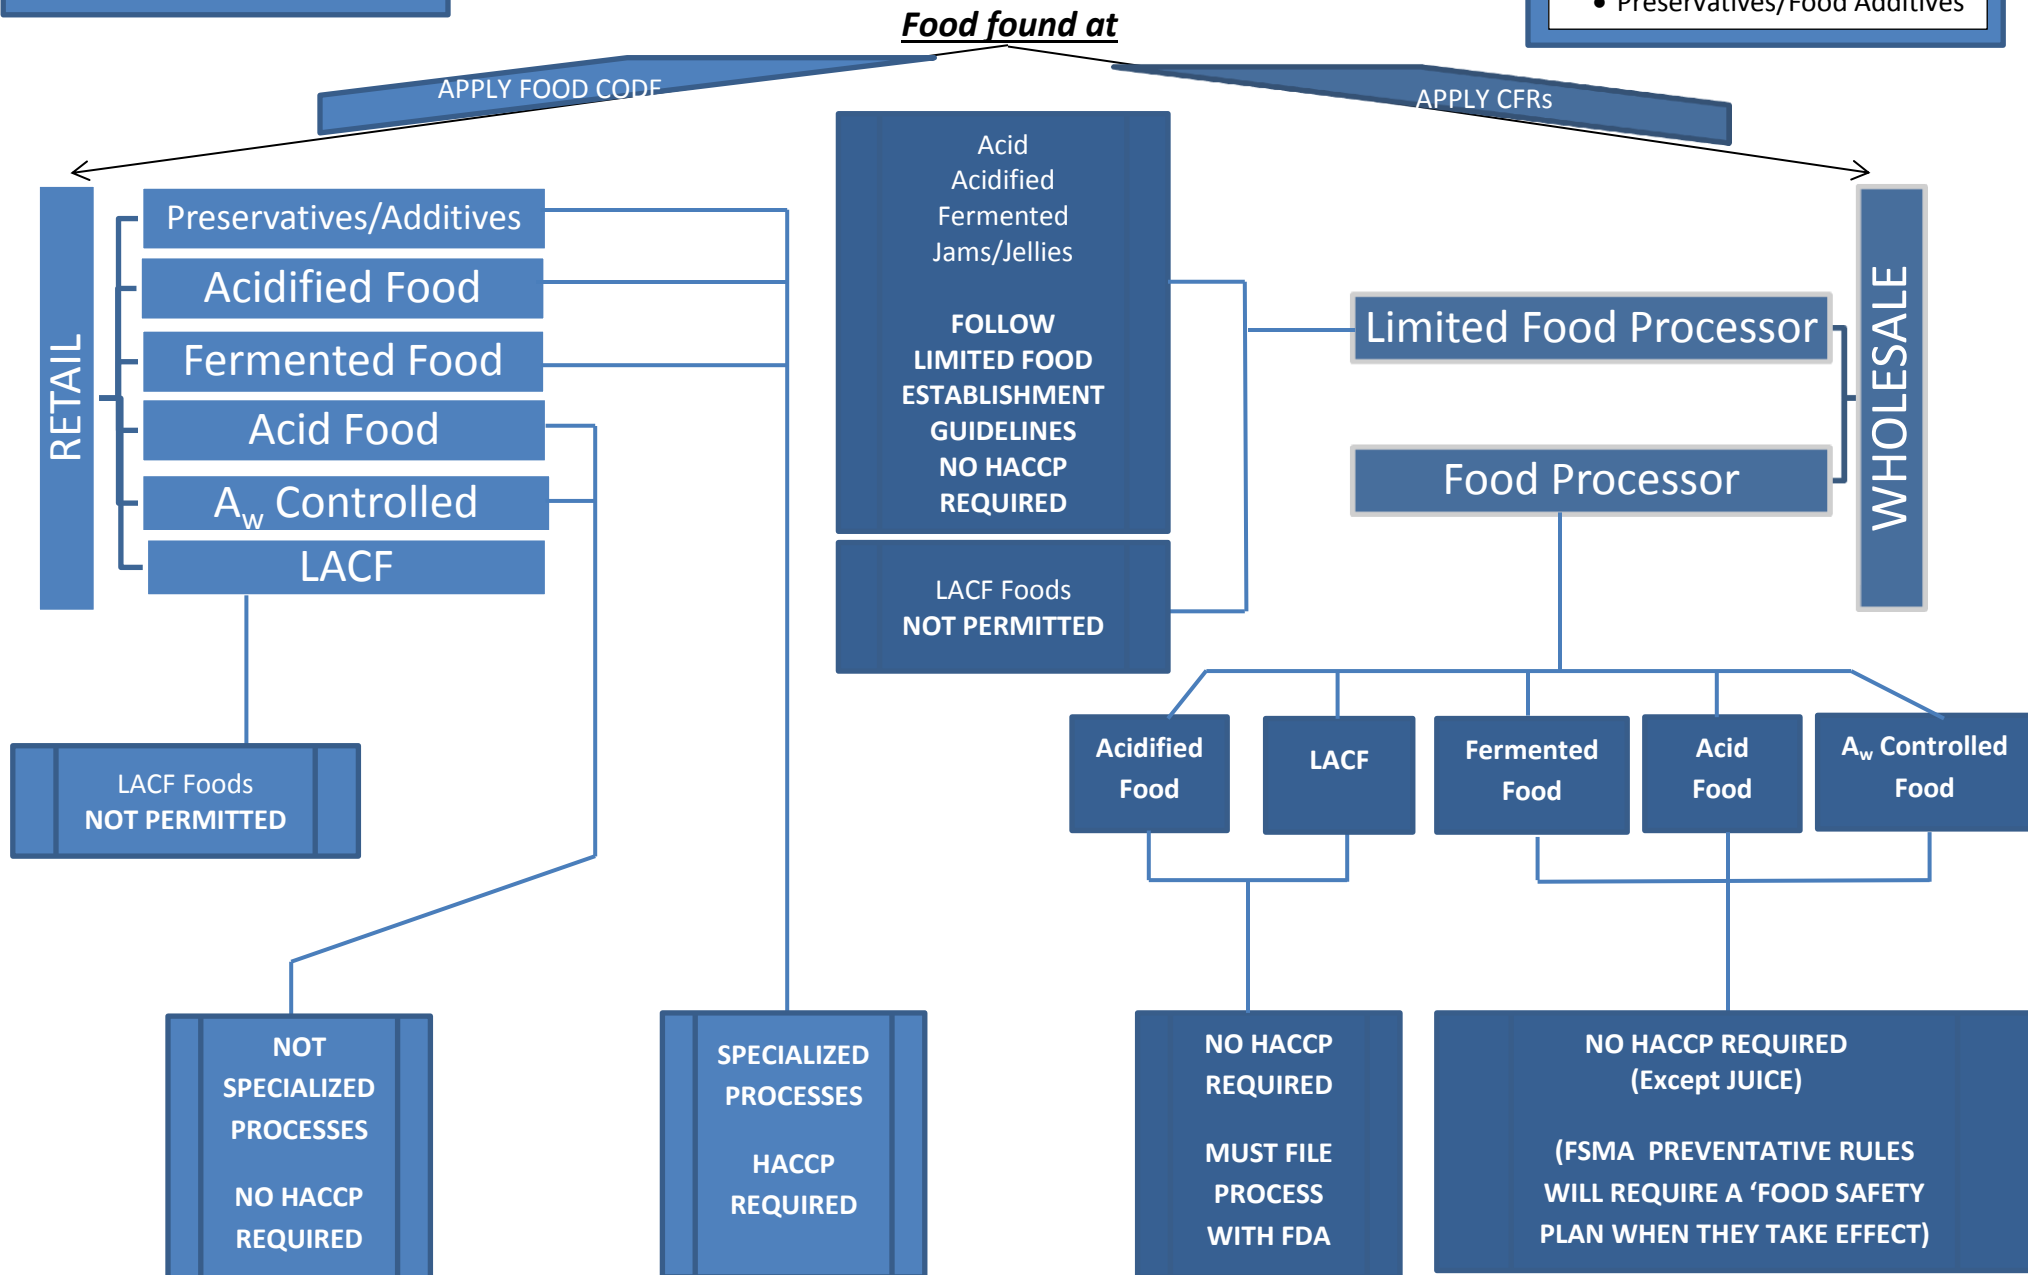 • Preservatives/Food Additives
Food found at
APPLY FOOD CODE
APPLY CFRs
RETAIL
Preservatives/Additives
Acidified Food
Fermented Food
Acid Food
Aw Controlled
LACF
Acid
Acidified
Fermented
Jams/Jellies
FOLLOW
LIMITED FOOD
ESTABLISHMENT
GUIDELINES
NO HACCP
REQUIRED
LACF Foods
NOT PERMITTED
Limited Food Processor
Food Processor
WHOLESALE
LACF Foods
NOT PERMITTED
Acidified
Food
LACF
Fermented
Food
Acid
Food
Aw Controlled
Food
NOT
SPECIALIZED
PROCESSES
NO HACCP
REQUIRED
SPECIALIZED
PROCESSES
HACCP
REQUIRED
NO HACCP
REQUIRED
MUST FILE
PROCESS
WITH FDA
NO HACCP REQUIRED
(Except JUICE)
(FSMA PREVENTATIVE RULES
WILL REQUIRE A ‘FOOD SAFETY
PLAN WHEN THEY TAKE EFFECT)